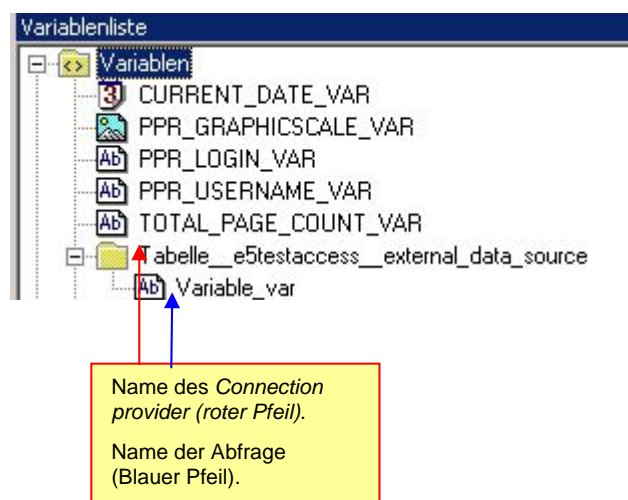 Variablenliste
Variablen
CURRENT_DATE_VAR
PPR_GRAPHICSCALE_VAR
PPR_LOGIN_VAR
PPR_USERNAME_VAR
TOTAL_PAGE_COUNT_VAR
Tabelle__e5testaccess__external_data_source
Variable_var
Name des Connection
provider (roter Pfeil).
Name der Abfrage
(Blauer Pfeil).